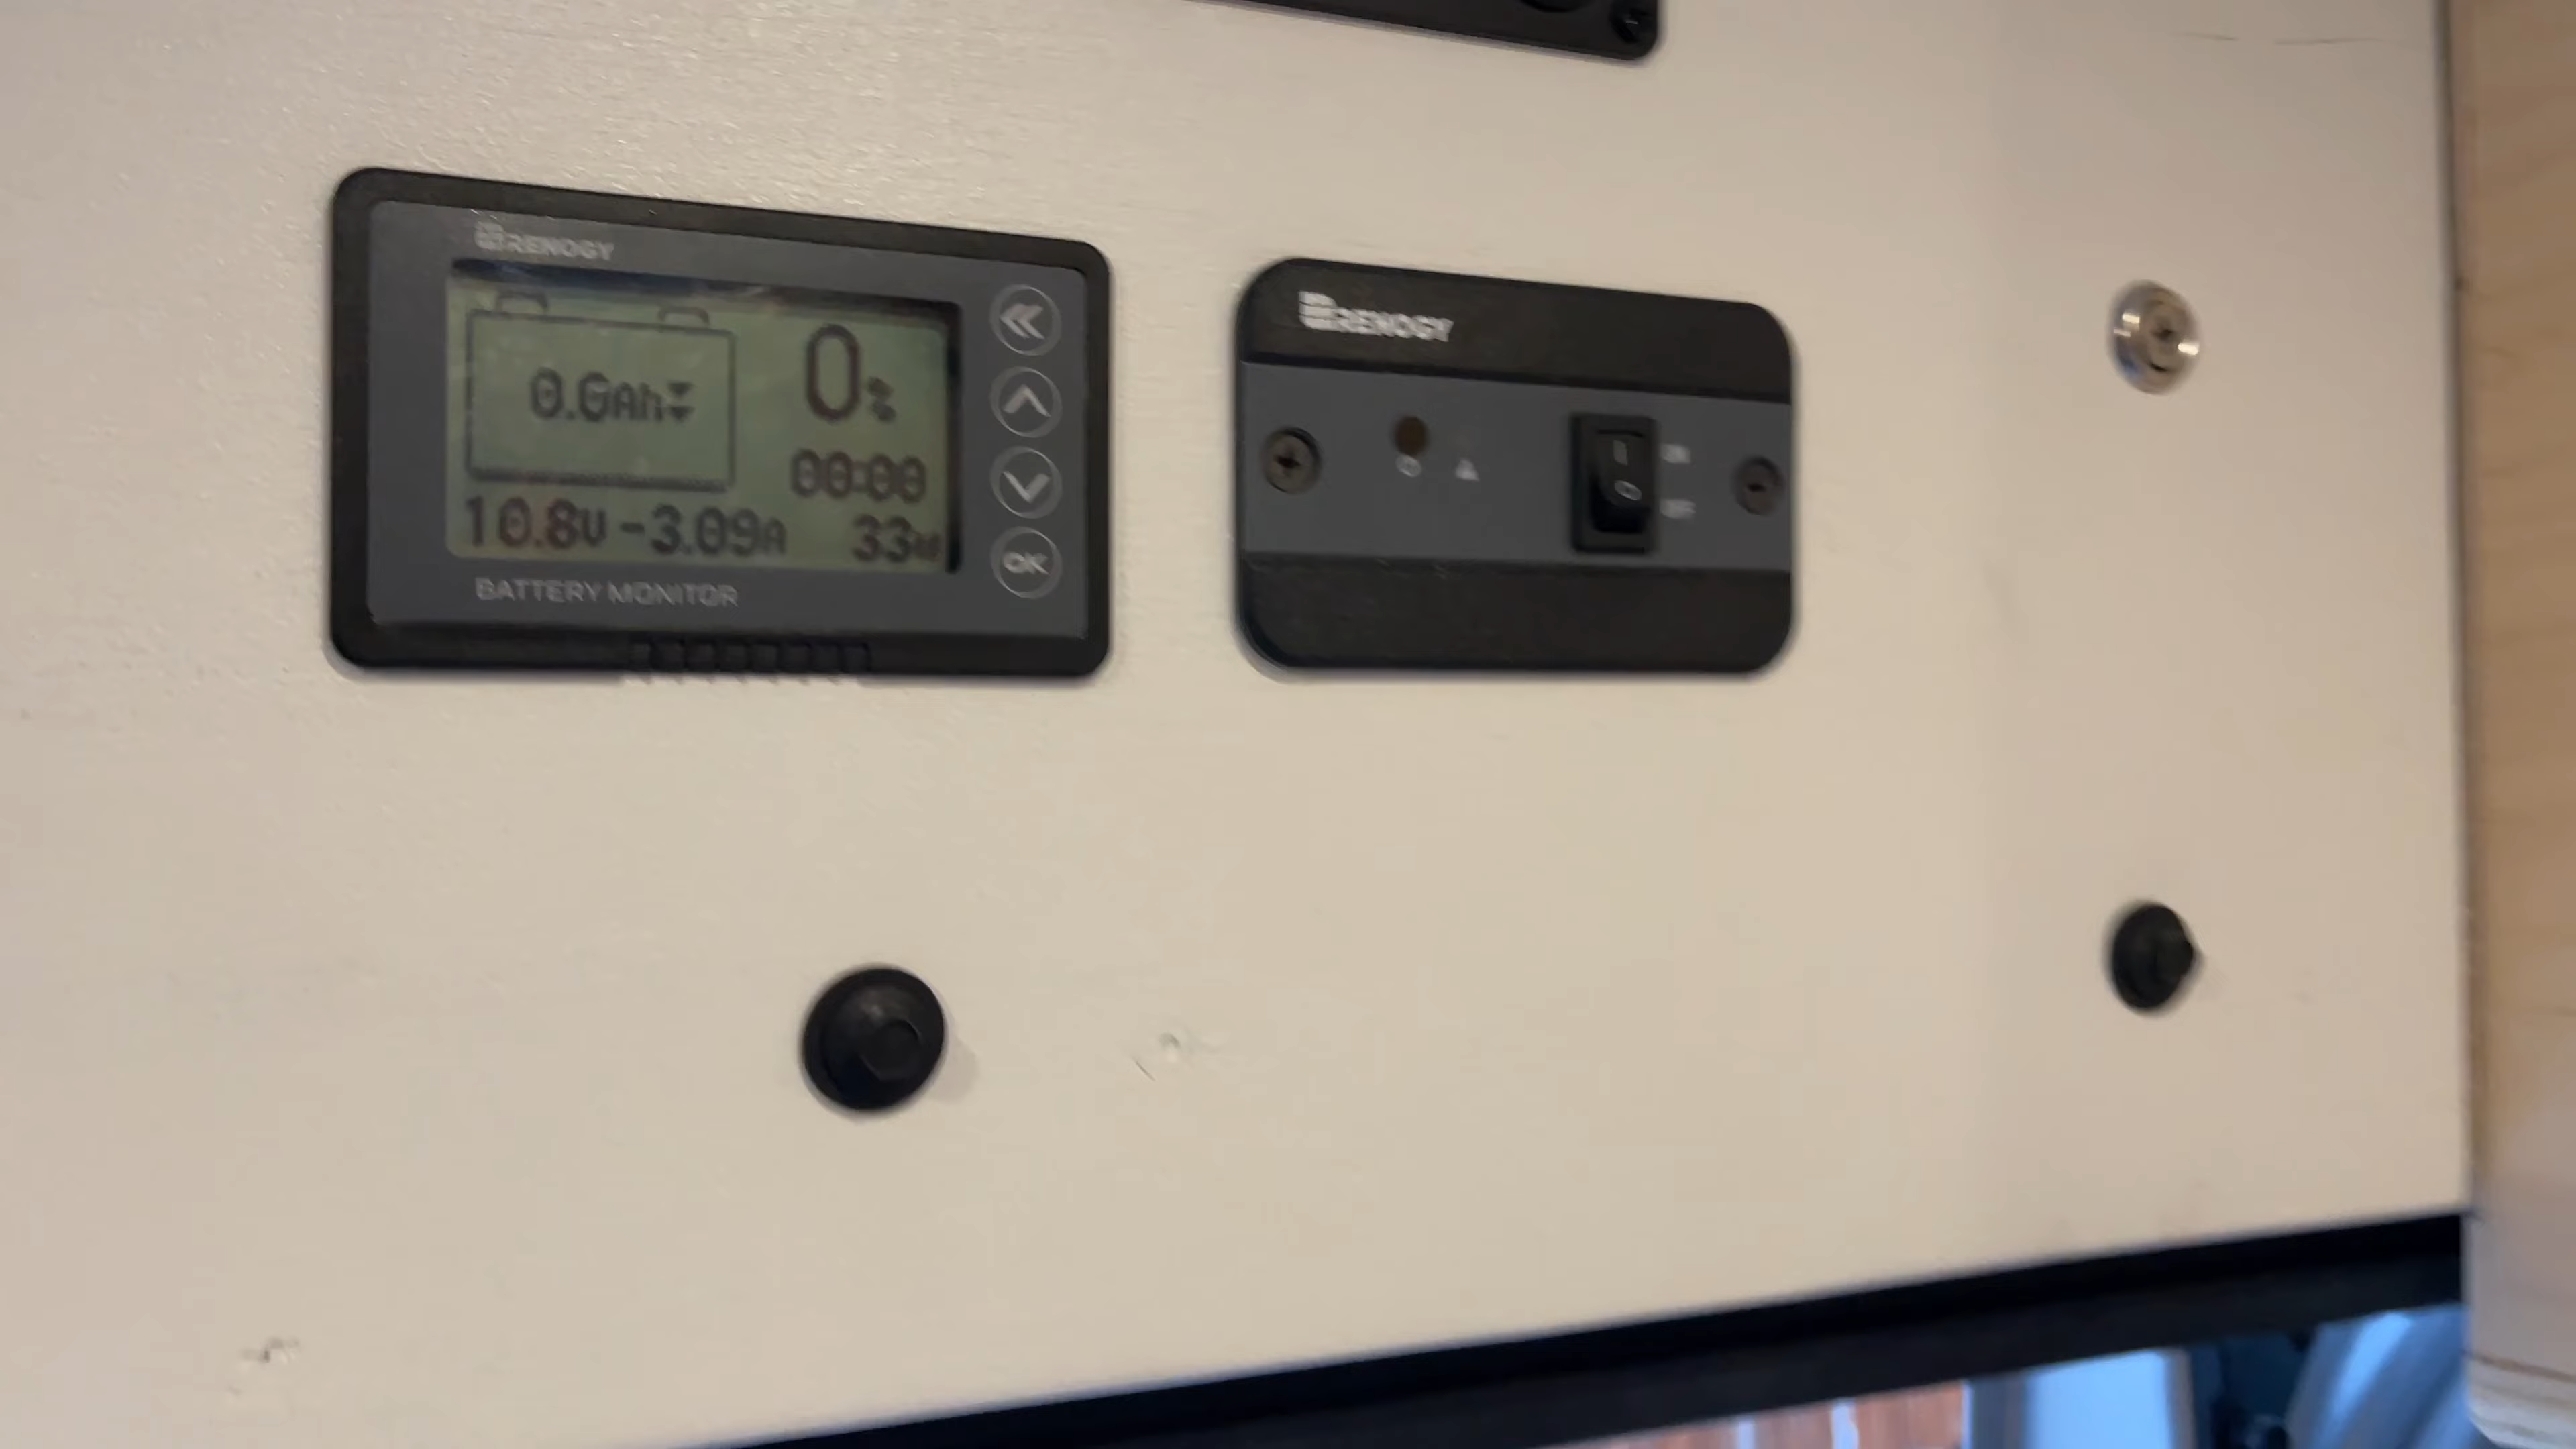 RENOGY
0.0Ah
0%
00:00
10.8V -3.09A 33W
OK
BATTERY MONITOR
RENOGY
ON
OFF